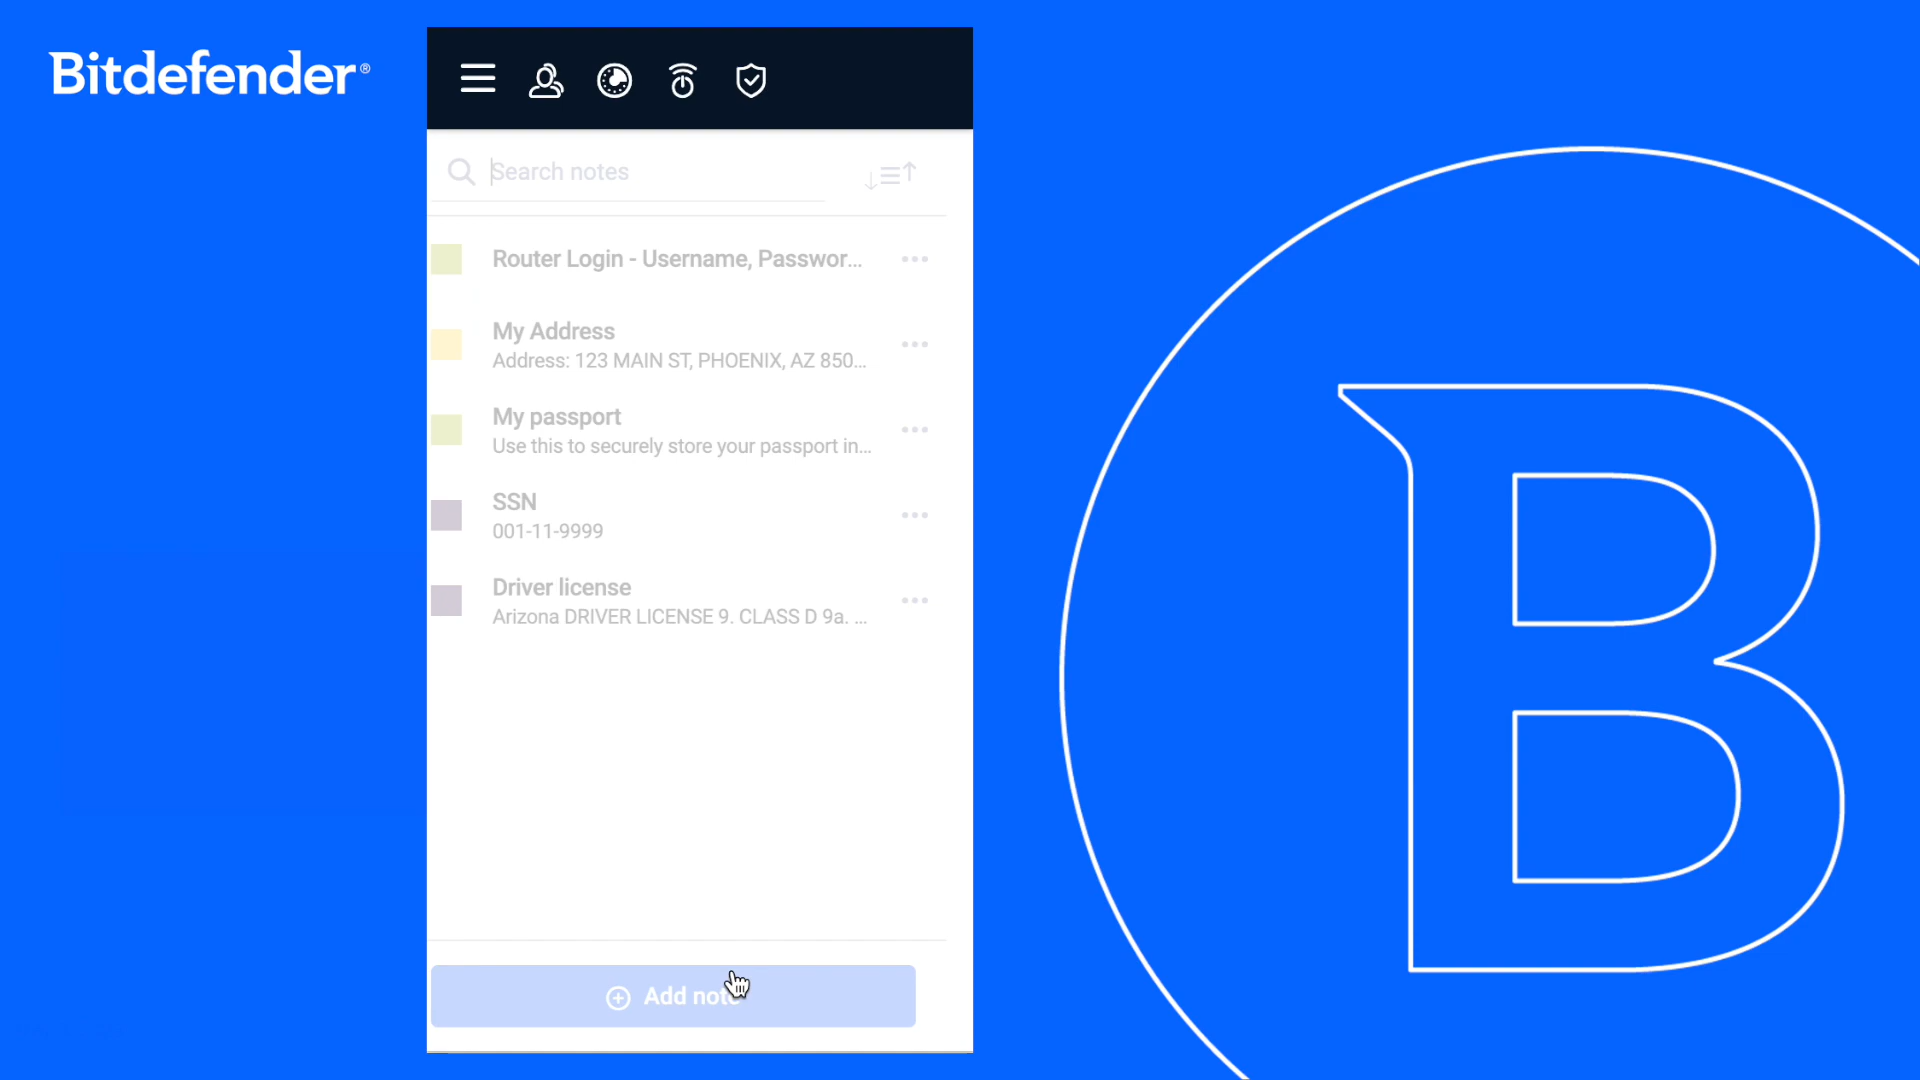 Bitdefender®
Search notes
Router Login - Username, Passwor...
My Address
Address: 123 MAIN ST, PHOENIX, AZ 850...
My passport
Use this to securely store your passport in...
SSN
001-11-9999
Driver license
Arizona DRIVER LICENSE 9. CLASS D 9a. ...
Add note
B